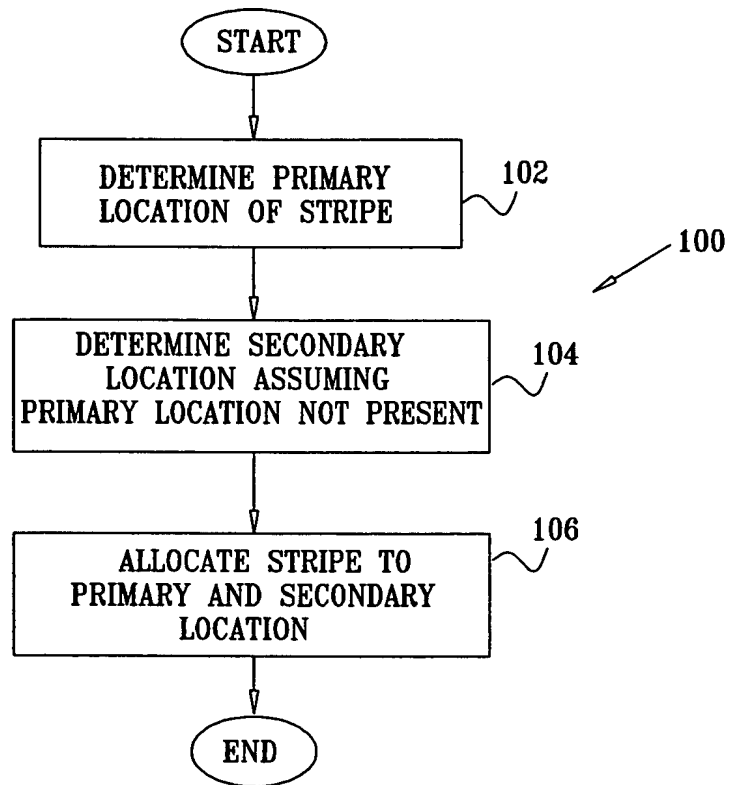 START
DETERMINE PRIMARY
LOCATION OF STRIPE
102
100
DETERMINE SECONDARY
LOCATION ASSUMING
PRIMARY LOCATION NOT PRESENT
104
106
ALLOCATE STRIPE TO
PRIMARY AND SECONDARY
LOCATION
END